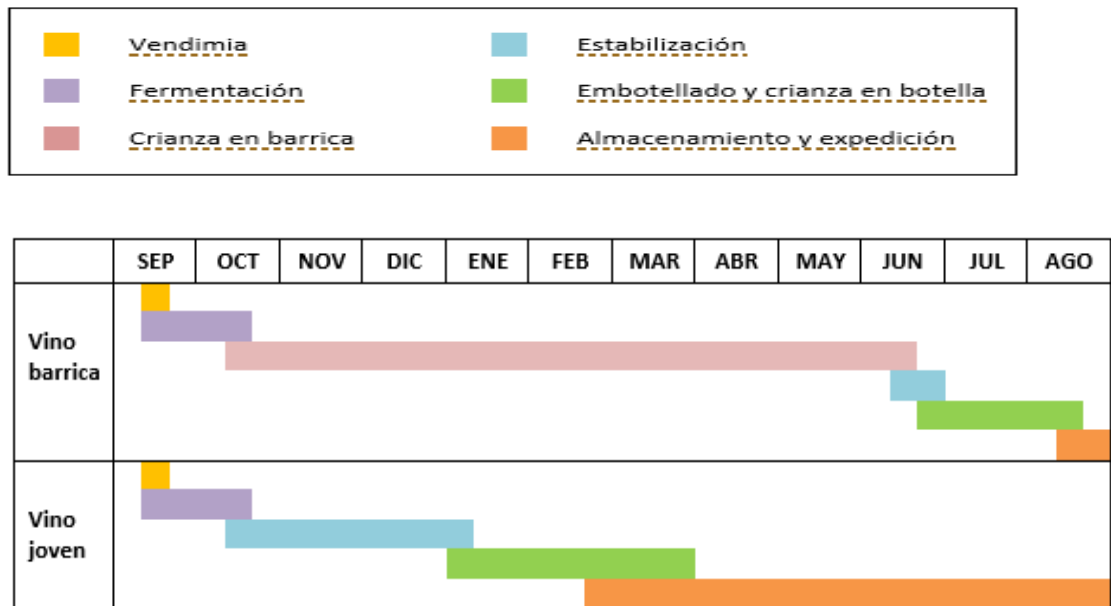 Vendimia
Estabilización
Fermentación
Embotellado y crianza en botella
Crianza en barrica
Almacenamiento y expedición
SEP OCT NOV DIC ENE FEB MAR ABR MAY JUN JUL AGO
Vino
barrica
Vino
joven